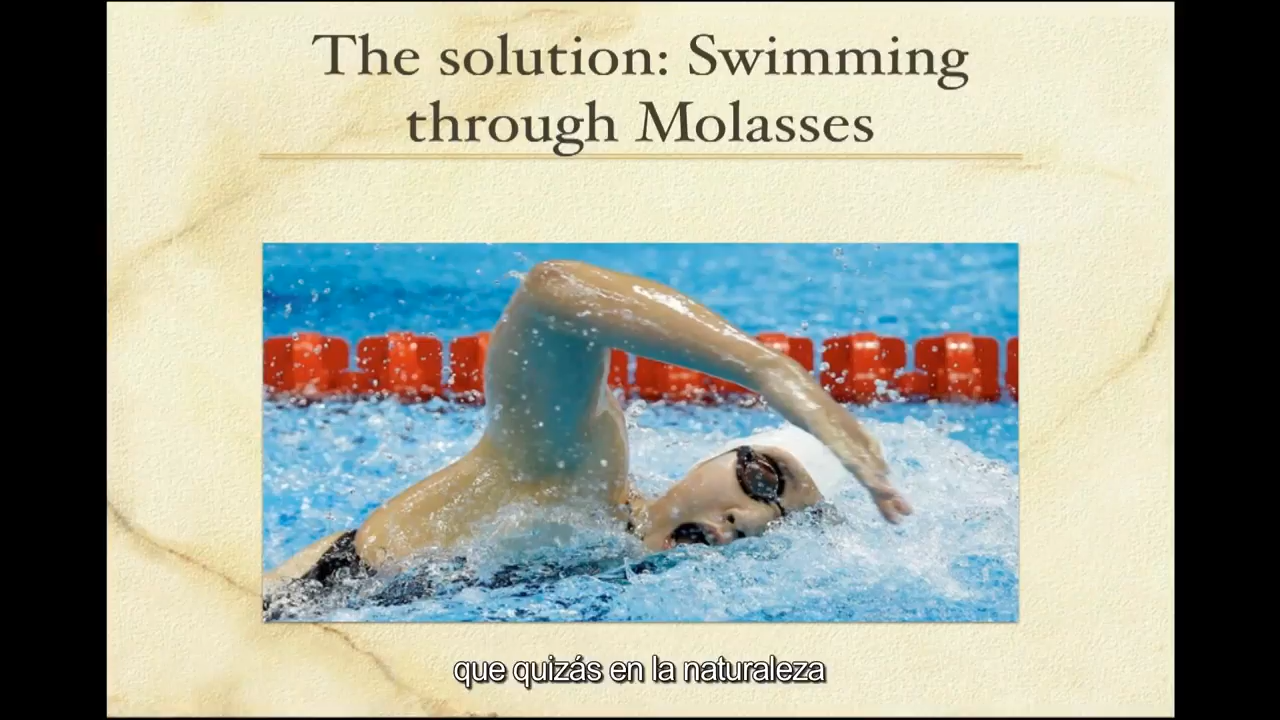 The solution: Swimming
through Molasses
que quizás en la naturaleza